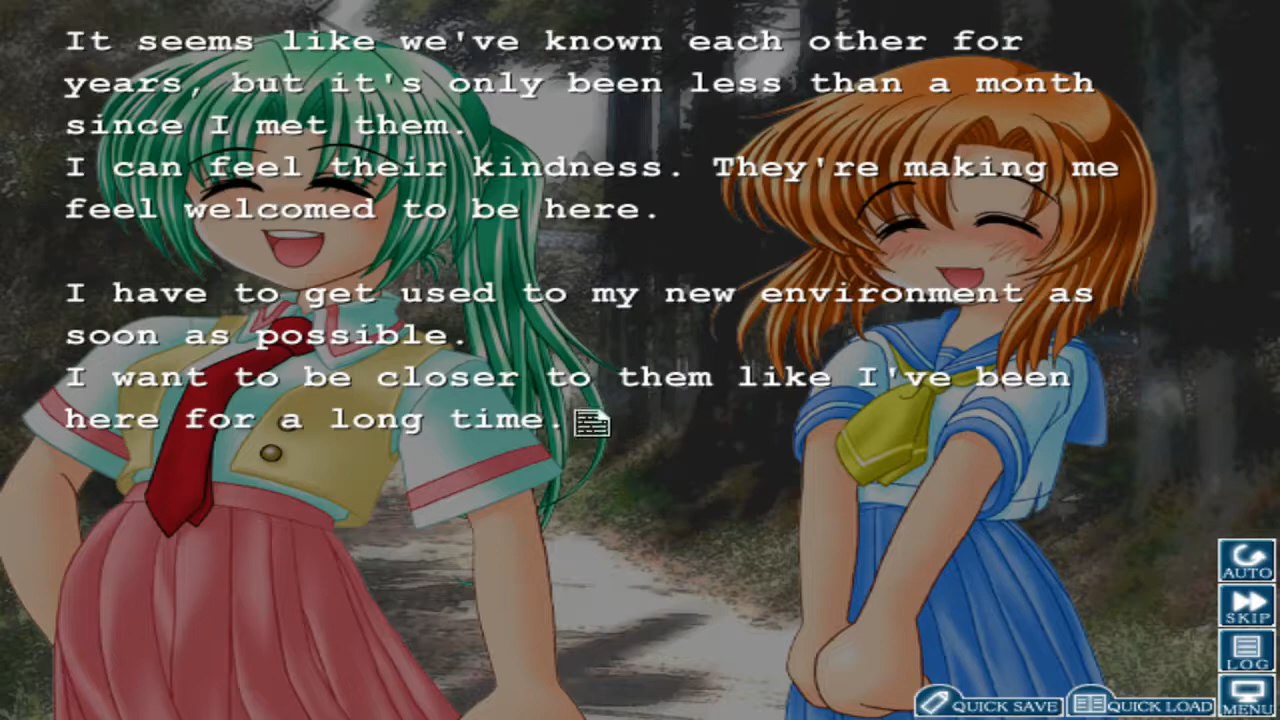 It seems like we've known each other for
years, but it's only been less than a month
since I met them.
I can feel their kindness. They're making me
feel welcomed to be here.
I have to get used to my new environment as
soon as possible.
I want to be closer to them like I've been
here for a long time.
AUTO
SKIP
LOG
MENU
QUICK SAVE
QUICK LOAD